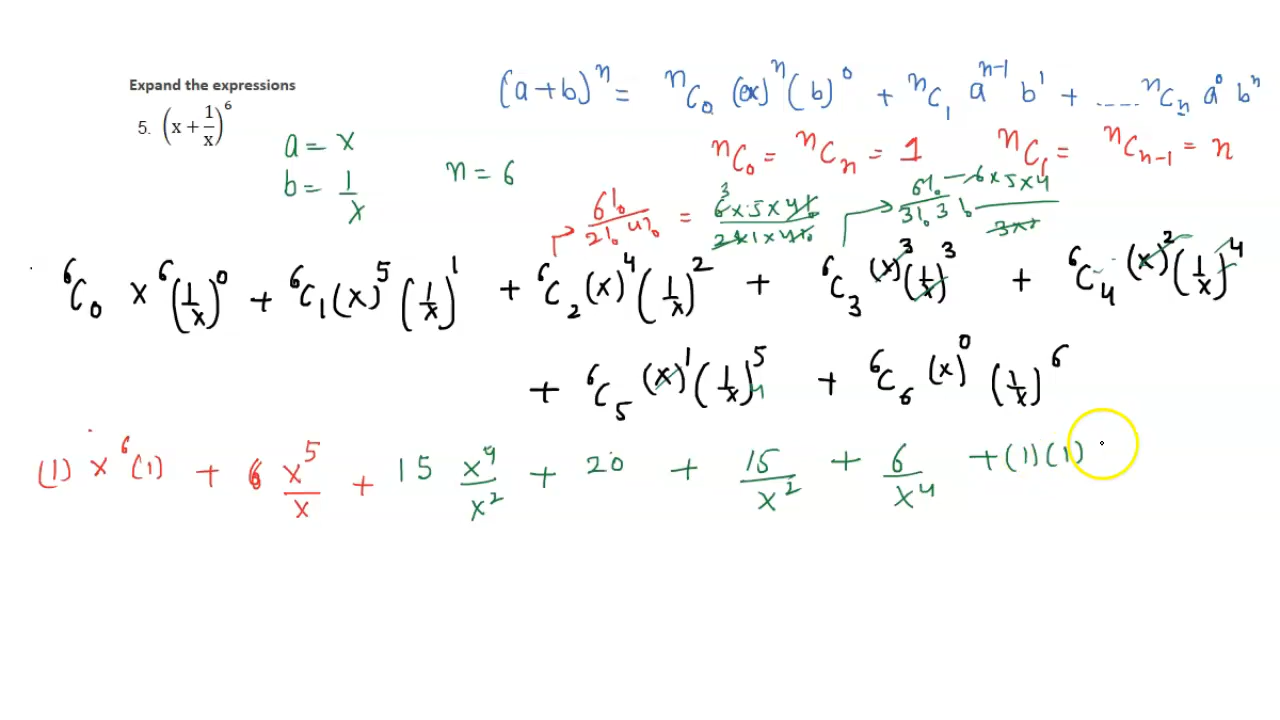 Expand the expressions
(a+b)^n = nC0 (ax)^n (b)^0 + nC1 a^(n-1) b^1 + ..... nCn a^0 b^n
5. (x + 1/x)^6
a = x
b = 1/x
n = 6
nC0 = nCn = 1 nC1 = nCn-1 = n
6!/2! 4! = 6x5x4!/2x1x4! 3
6! 6x5x4
3! 3
6C0 x^6 (1/x)^0 + 6C1 (x)^5 (1/x)^1 + 6C2 (x)^4 (1/x)^2 + 6C3 (x)^3 (1/x)^3 + 6C4 (x)^2 (1/x)^4
+ 6C5 (x)^1 (1/x)^5 4 + 6C6 (x)^0 (1/x)^6
(1) x^6 (1) + 6 x^5/x + 15 x^4/x^2 + 20 + 15/x^2 + 6/x^4 + (1)(1)